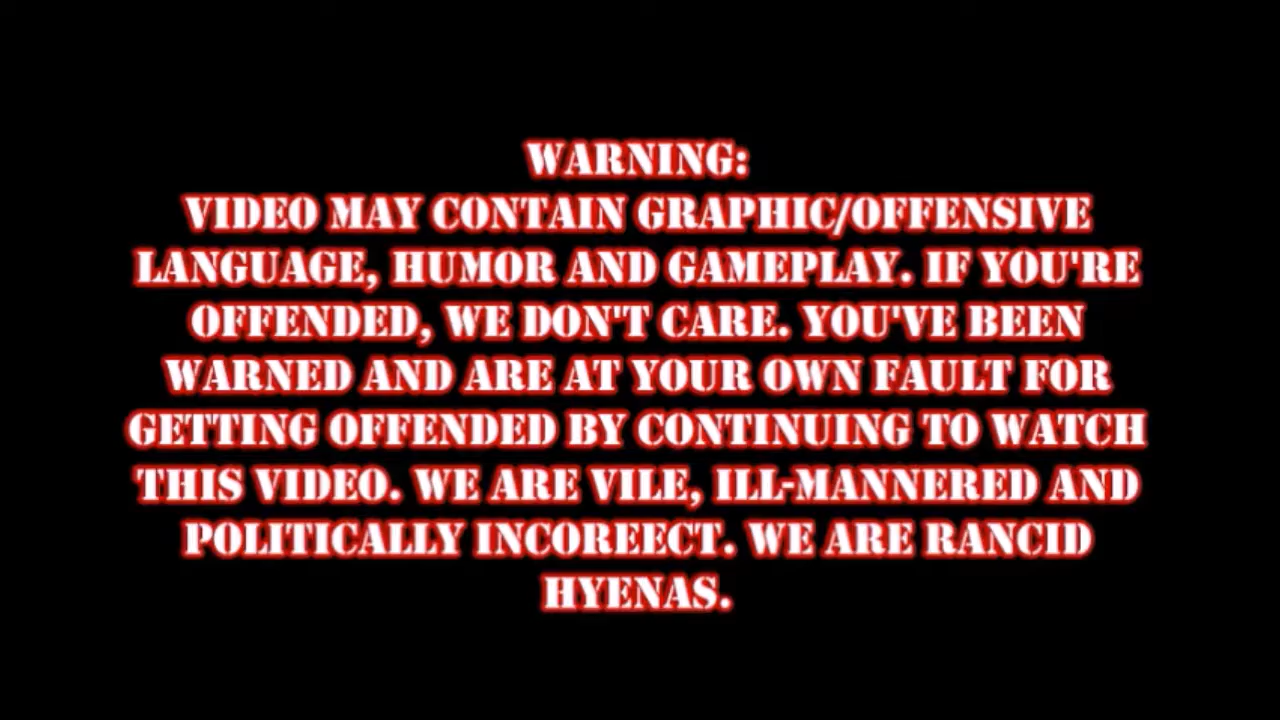 WARNING:
VIDEO MAY CONTAIN GRAPHIC/OFFENSIVE
LANGUAGE, HUMOR AND GAMEPLAY. IF YOU'RE
OFFENDED, WE DON'T CARE. YOU'VE BEEN
WARNED AND ARE AT YOUR OWN FAULT FOR
GETTING OFFENDED BY CONTINUING TO WATCH
THIS VIDEO. WE ARE VILE, ILL-MANNERED AND
POLITICALLY INCOREECT. WE ARE RANCID
HYENAS.